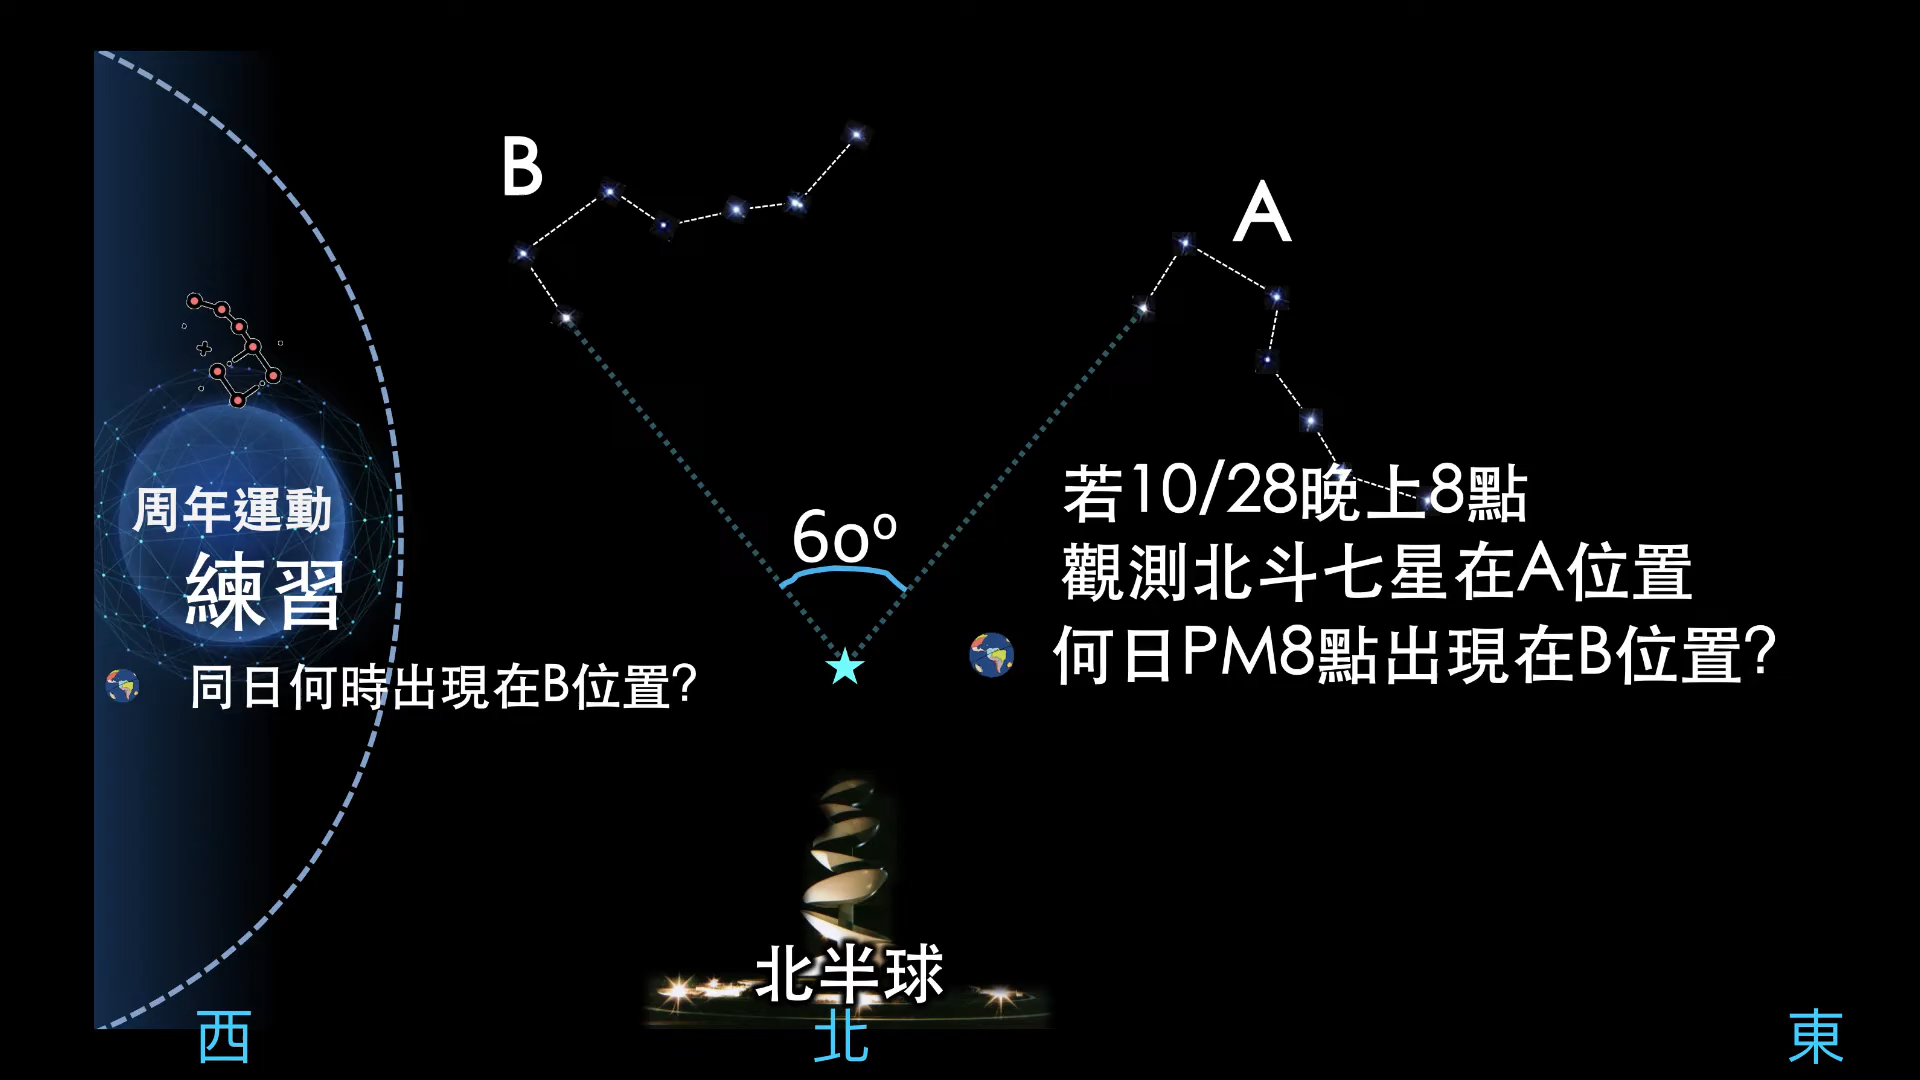 B
A
60º
若10/28晚上8點
觀測北斗七星在A位置
何日PM8點出現在B位置?
周年運動
練習
同日何時出現在B位置?
北半球
西
北
東